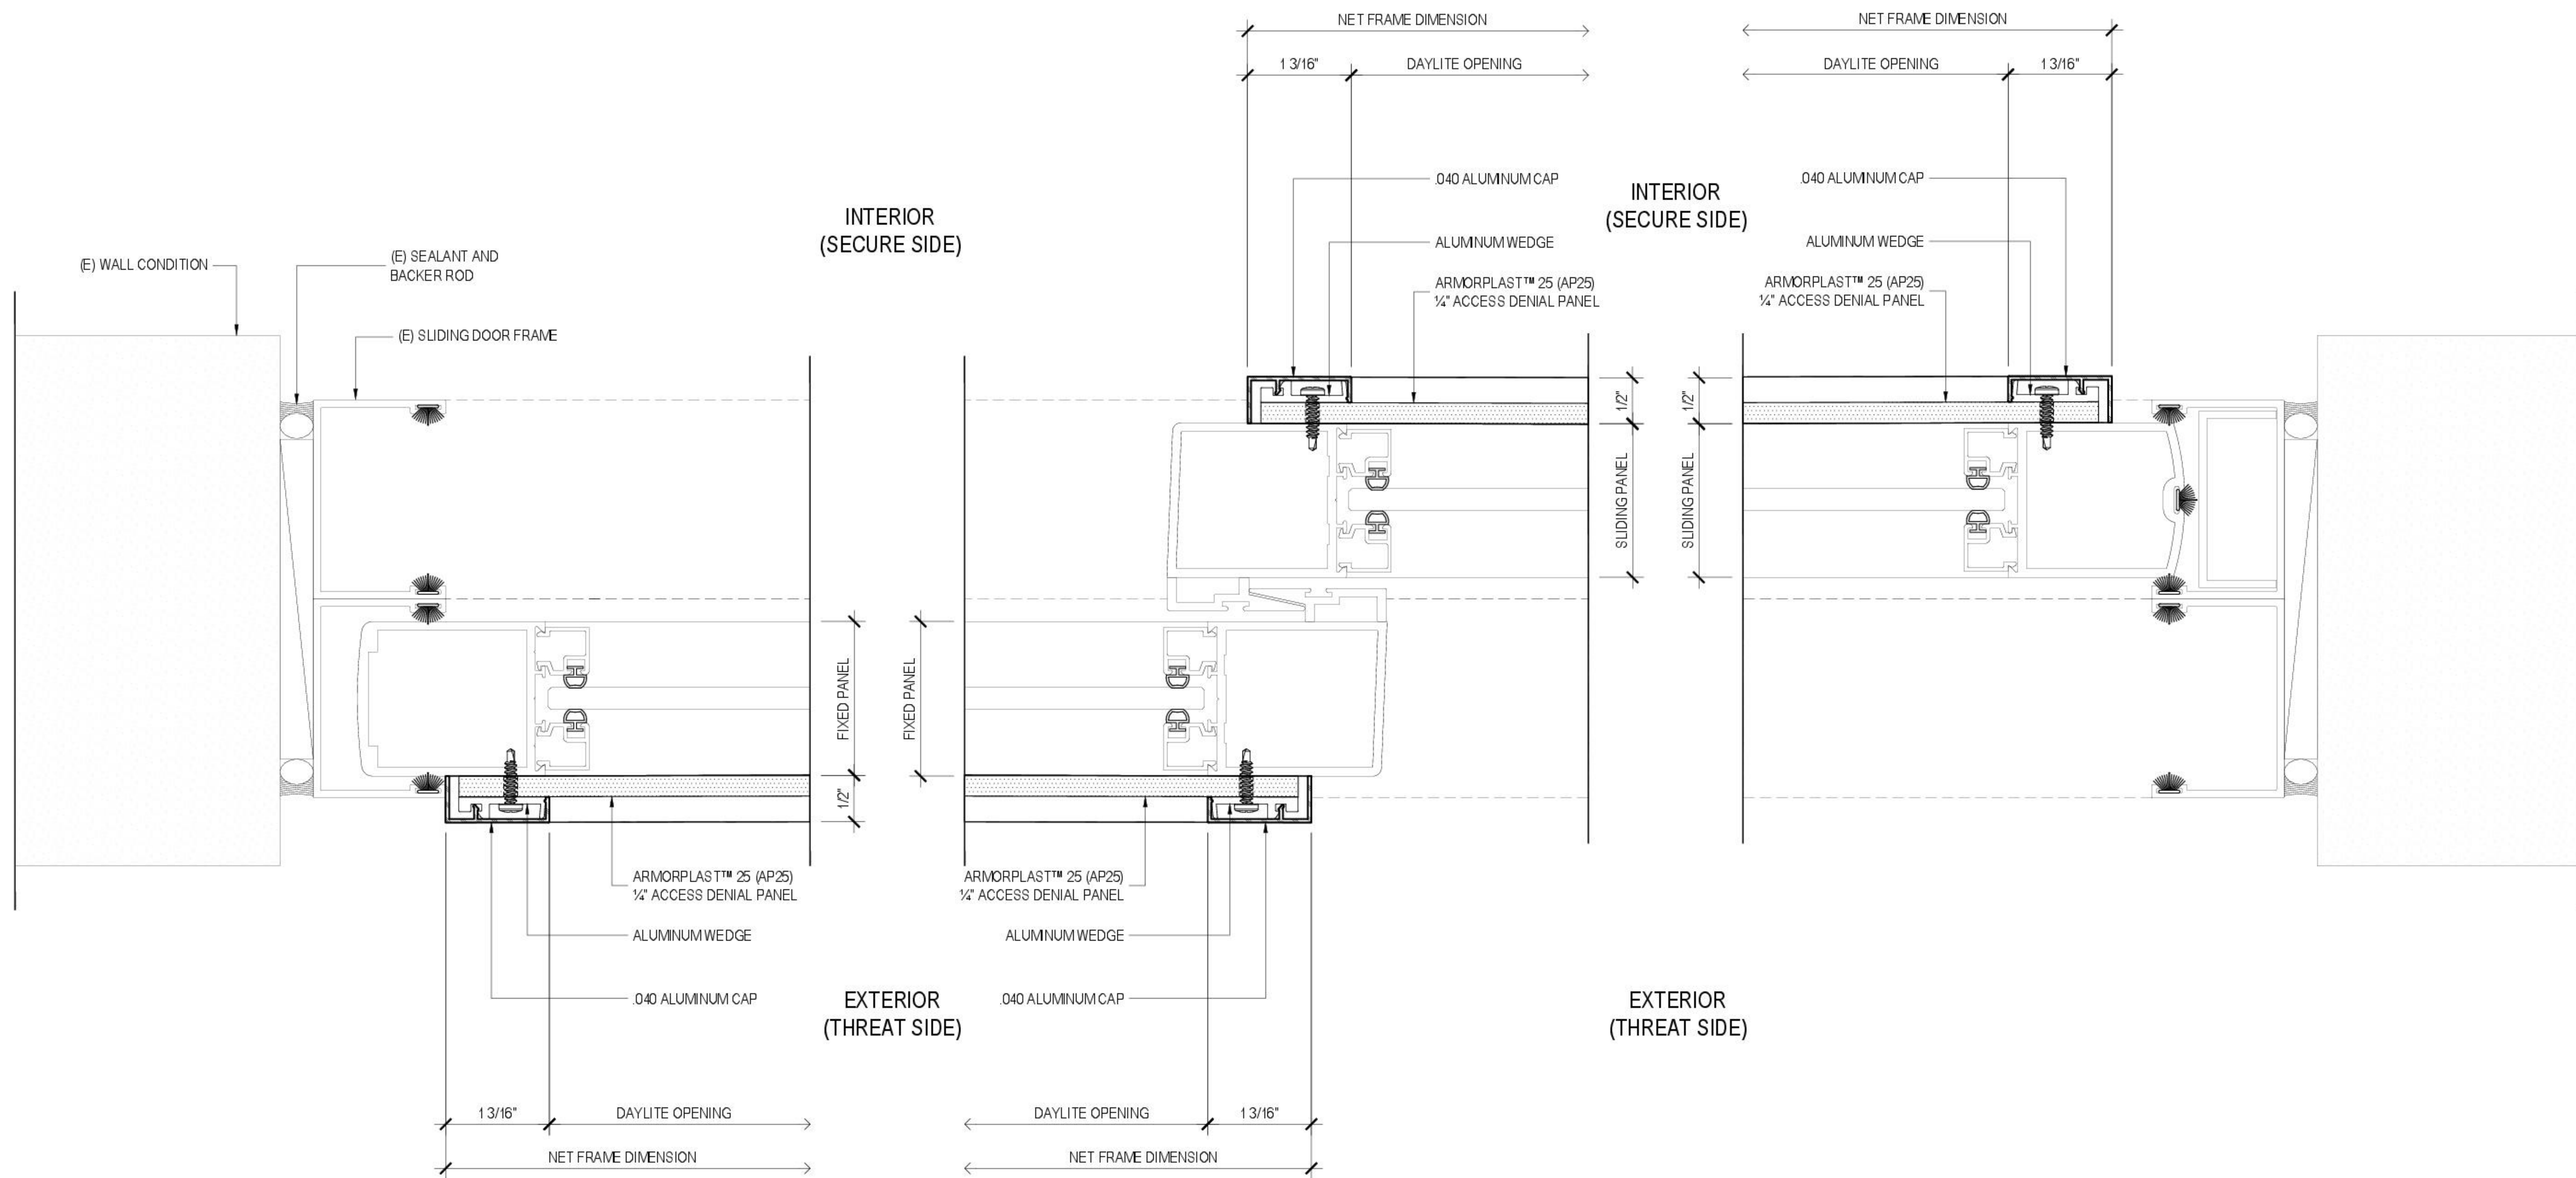 NET FRAME DIMENSION
NET FRAME DIMENSION
1 3/16"
DAYLITE OPENING
DAYLITE OPENING
1 3/16"
.040 ALUMINUM CAP
INTERIOR
(SECURE SIDE)
.040 ALUMINUM CAP
INTERIOR
(SECURE SIDE)
ALUMINUM WEDGE
ALUMINUM WEDGE
(E) WALL CONDITION
(E) SEALANT AND
BACKER ROD
ARMORPLAST™ 25 (AP25)
¼" ACCESS DENIAL PANEL
ARMORPLAST™ 25 (AP25)
¼" ACCESS DENIAL PANEL
(E) SLIDING DOOR FRAME
1/2"
1/2"
SLIDING PANEL
SLIDING PANEL
FIXED PANEL
FIXED PANEL
1/2"
ARMORPLAST™ 25 (AP25)
¼" ACCESS DENIAL PANEL
ARMORPLAST™ 25 (AP25)
¼" ACCESS DENIAL PANEL
ALUMINUM WEDGE
ALUMINUM WEDGE
.040 ALUMINUM CAP
EXTERIOR
(THREAT SIDE)
.040 ALUMINUM CAP
EXTERIOR
(THREAT SIDE)
1 3/16"
DAYLITE OPENING
DAYLITE OPENING
1 3/16"
NET FRAME DIMENSION
NET FRAME DIMENSION